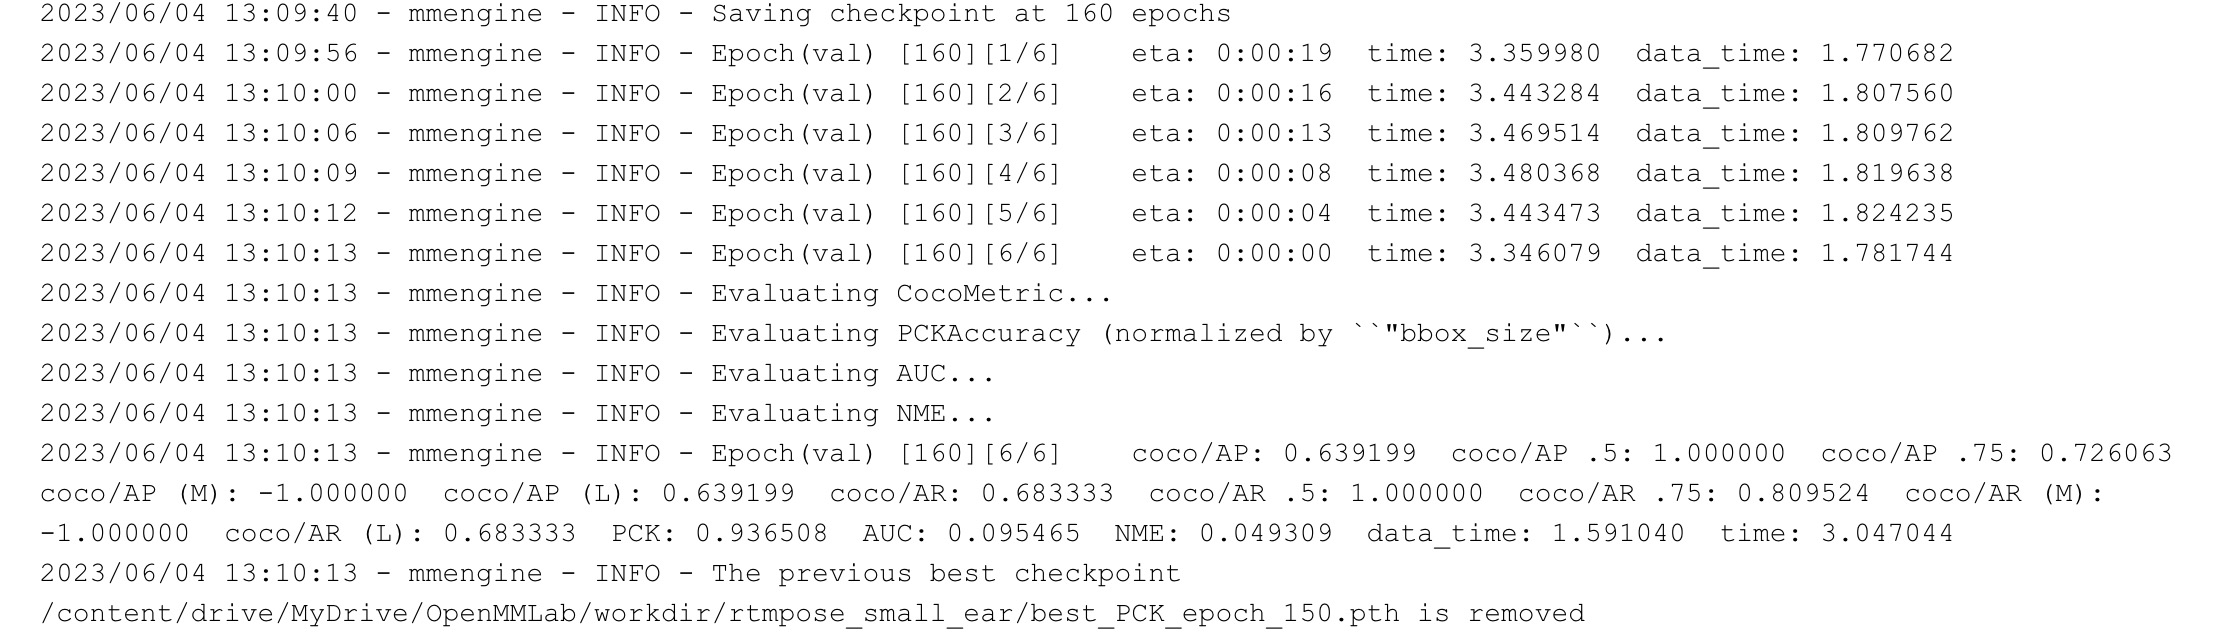 2023/06/04 13:09:40 - mmengine - INFO - Saving checkpoint at 160 epochs
2023/06/04 13:09:56 - mmengine - INFO - Epoch(val) [160][1/6]    eta: 0:00:19  time: 3.359980  data_time: 1.770682
2023/06/04 13:10:00 - mmengine - INFO - Epoch(val) [160][2/6]    eta: 0:00:16  time: 3.443284  data_time: 1.807560
2023/06/04 13:10:06 - mmengine - INFO - Epoch(val) [160][3/6]    eta: 0:00:13  time: 3.469514  data_time: 1.809762
2023/06/04 13:10:09 - mmengine - INFO - Epoch(val) [160][4/6]    eta: 0:00:08  time: 3.480368  data_time: 1.819638
2023/06/04 13:10:12 - mmengine - INFO - Epoch(val) [160][5/6]    eta: 0:00:04  time: 3.443473  data_time: 1.824235
2023/06/04 13:10:13 - mmengine - INFO - Epoch(val) [160][6/6]    eta: 0:00:00  time: 3.346079  data_time: 1.781744
2023/06/04 13:10:13 - mmengine - INFO - Evaluating CocoMetric...
2023/06/04 13:10:13 - mmengine - INFO - Evaluating PCKAccuracy (normalized by ``"bbox_size"``)...
2023/06/04 13:10:13 - mmengine - INFO - Evaluating AUC...
2023/06/04 13:10:13 - mmengine - INFO - Evaluating NME...
2023/06/04 13:10:13 - mmengine - INFO - Epoch(val) [160][6/6]    coco/AP: 0.639199  coco/AP .5: 1.000000  coco/AP .75: 0.726063
coco/AP (M): -1.000000  coco/AP (L): 0.639199  coco/AR: 0.683333  coco/AR .5: 1.000000  coco/AR .75: 0.809524  coco/AR (M):
-1.000000  coco/AR (L): 0.683333  PCK: 0.936508  AUC: 0.095465  NME: 0.049309  data_time: 1.591040  time: 3.047044
2023/06/04 13:10:13 - mmengine - INFO - The previous best checkpoint
/content/drive/MyDrive/OpenMMLab/workdir/rtmpose_small_ear/best_PCK_epoch_150.pth is removed